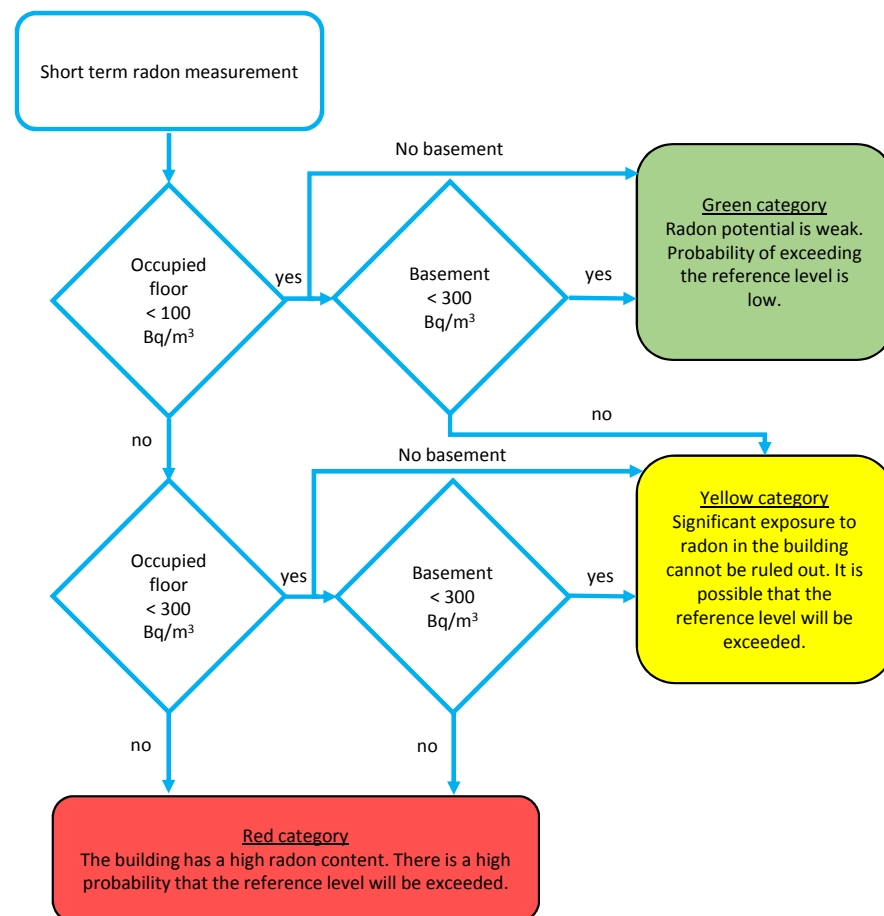 Short term radon measurement
No basement
Green category
Radon potential is weak.
Probability of exceeding
the reference level is
low.
Occupied
floor
< 100
Bq/m³
yes
Basement
< 300
Bq/m³
yes
no
no
No basement
Yellow category
Significant exposure to
radon in the building
cannot be ruled out. It is
possible that the
reference level will be
exceeded.
Occupied
floor
< 300
Bq/m³
yes
Basement
< 300
Bq/m³
yes
no
no
Red category
The building has a high radon content. There is a high
probability that the reference level will be exceeded.